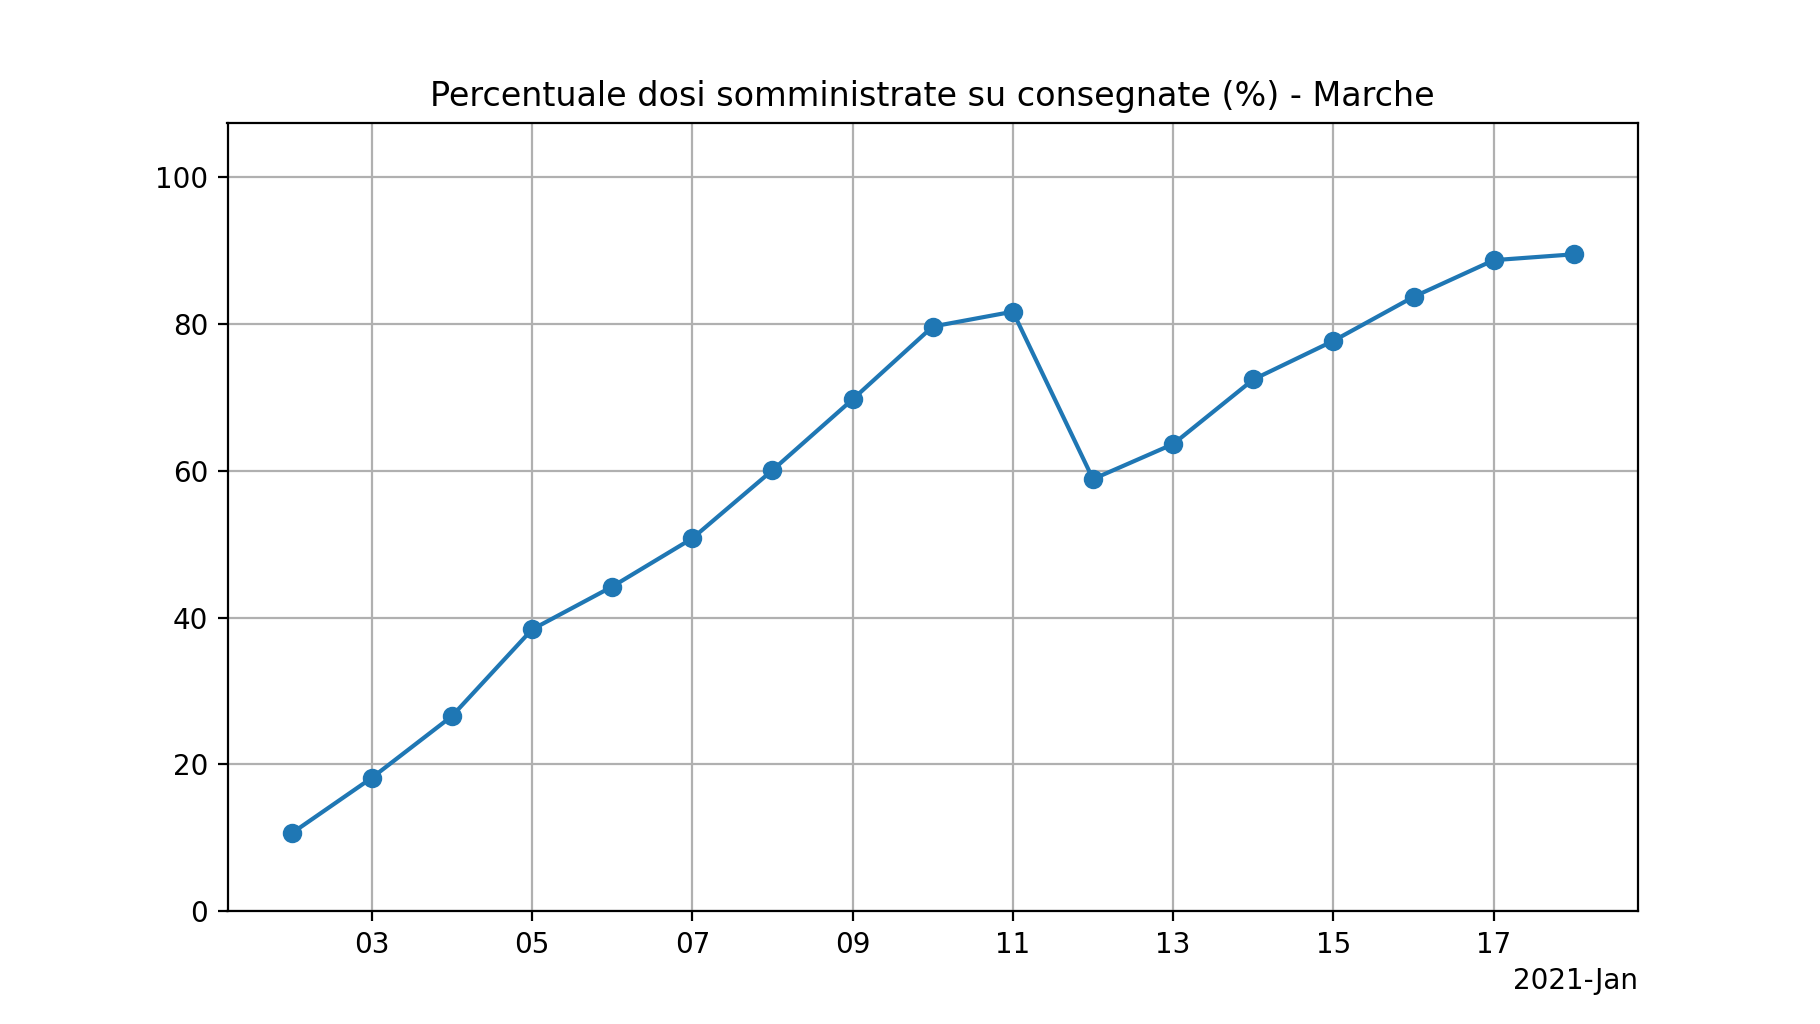 Percentuale dosi somministrate su consegnate (%) - Marche
100
80
60
40
20
0
03 05 07 09 11 13 15 17
2021-Jan